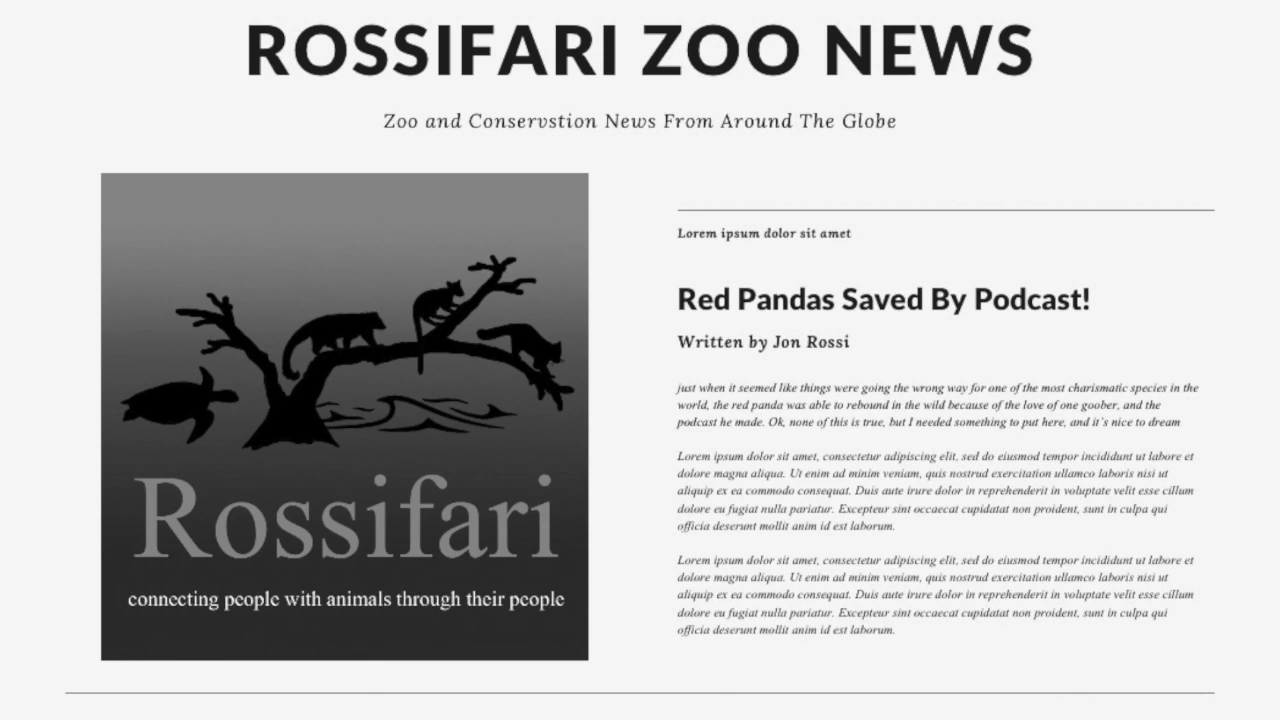 ROSSIFARI ZOO NEWS
Zoo and Conservstion News From Around The Globe
Rossifari
connecting people with animals through their people
Lorem ipsum dolor sit amet
Red Pandas Saved By Podcast!
Written by Jon Rossi
just when it seemed like things were going the wrong way for one of the most charismatic species in the
world, the red panda was able to rebound in the wild because of the love of one goober, and the
podcast he made. Ok, none of this is true, but I needed something to put here, and it's nice to dream
Lorem ipsum dolor sit amet, consectetur adipiscing elit, sed do eiusmod tempor incididunt ut labore et
dolore magna aliqua. Ut enim ad minim veniam, quis nostrud exercitation ullamco laboris nisi ut
aliquip ex ea commodo consequat. Duis aute irure dolor in reprehenderit in voluptate velit esse cillum
dolore eu fugiat nulla pariatur. Excepteur sint occaecat cupidatat non proident, sunt in culpa qui
officia deserunt mollit anim id est laborum.
Lorem ipsum dolor sit amet, consectetur adipiscing elit, sed do eiusmod tempor incididunt ut labore et
dolore magna aliqua. Ut enim ad minim veniam, quis nostrud exercitation ullamco laboris nisi ut
aliquip ex ea commodo consequat. Duis aute irure dolor in reprehenderit in voluptate velit esse cillum
dolore eu fugiat nulla pariatur. Excepteur sint occaecat cupidatat non proident, sunt in culpa qui
officia deserunt mollit anim id est laborum.